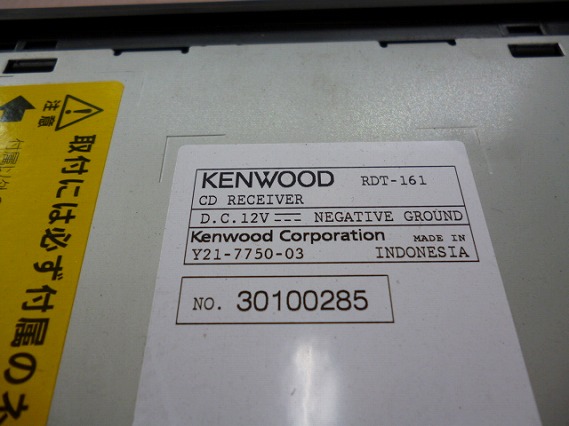 KENWOOD RDT-161
CD RECEIVER
D.C.12V NEGATIVE GROUND
Kenwood Corporation MADE IN
Y21-7750-03 INDONESIA
NO. 30100285
注意
取付には必ず付属のネ